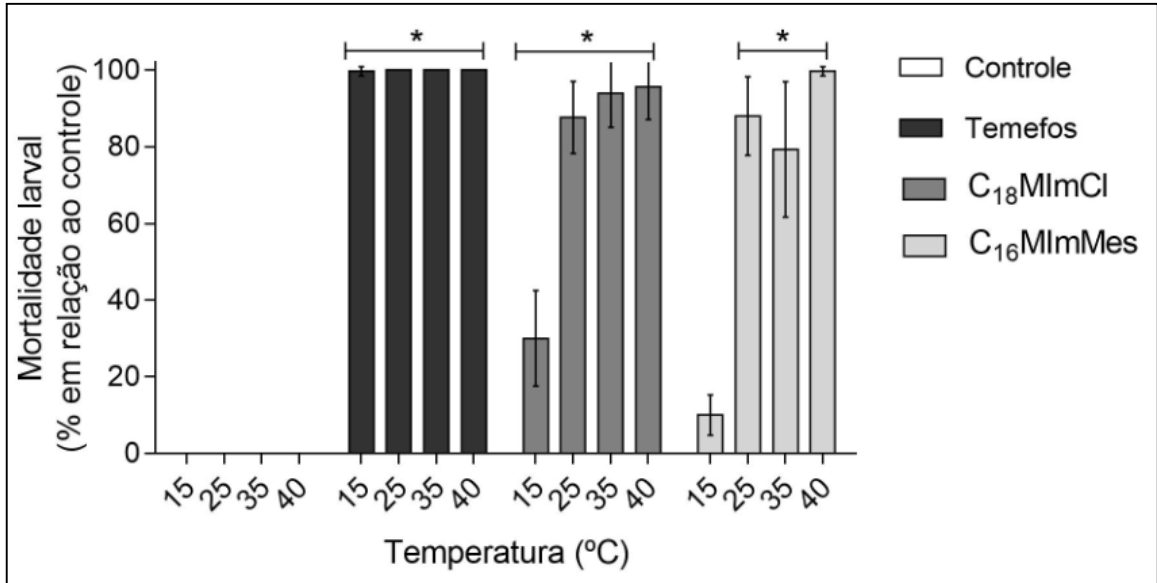 * * *
Mortalidade larval
(% em relação ao controle)
100
80
60
40
20
0
15 25 35 40 15 25 35 40 15 25 35 40 15 25 35 40
Temperatura (ºC)
Controle
Temefos
C₁₈MImCl
C₁₆MImMes